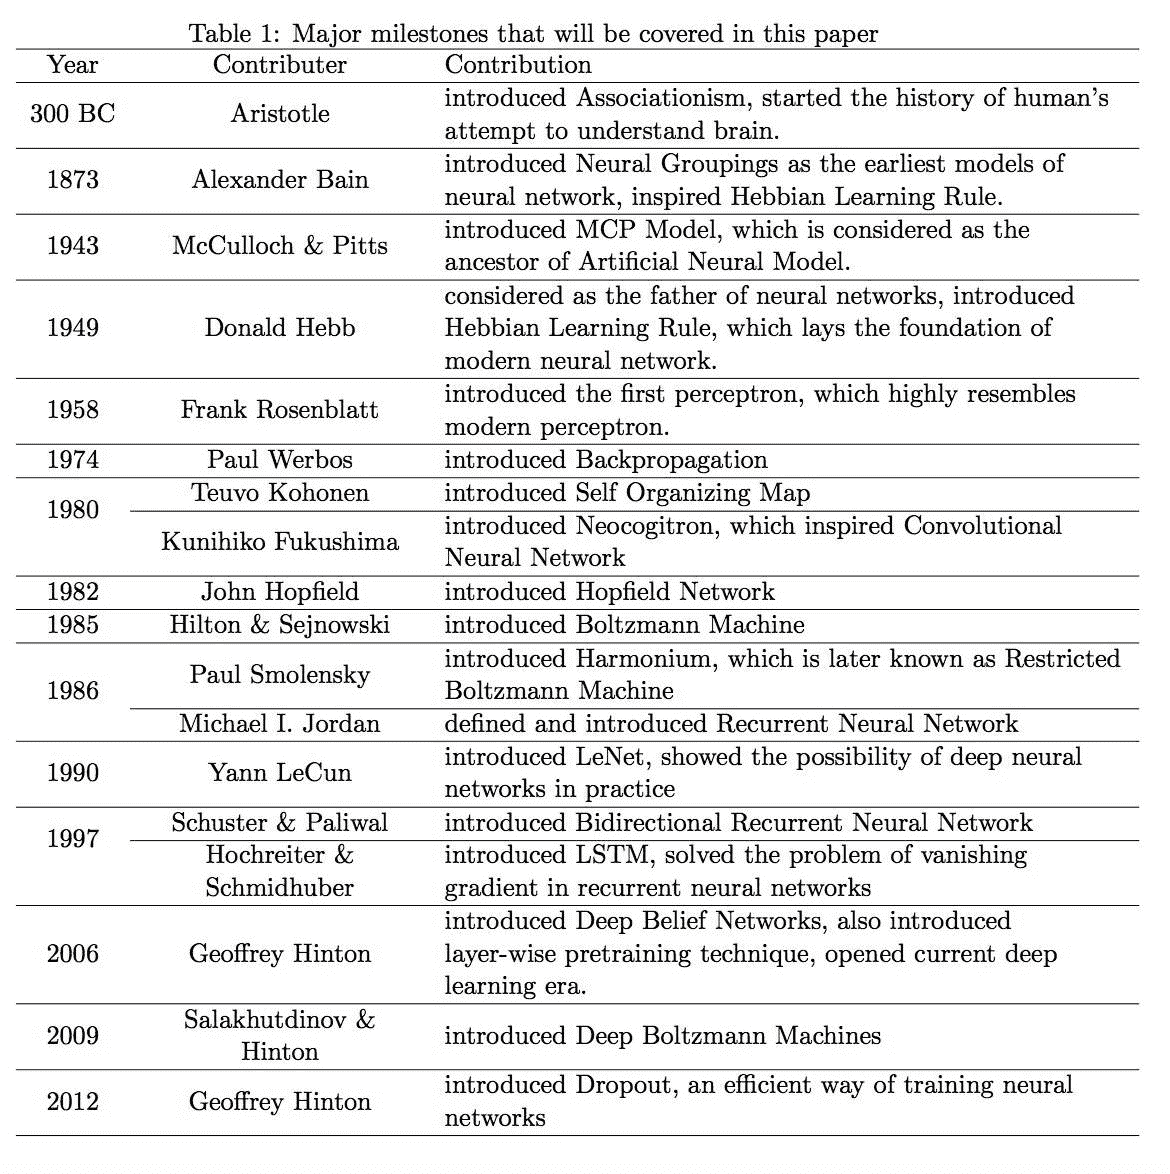 Table 1: Major milestones that will be covered in this paper
Year Contributer Contribution
300 BC Aristotle introduced Associationism, started the history of human's
attempt to understand brain.
1873 Alexander Bain introduced Neural Groupings as the earliest models of
neural network, inspired Hebbian Learning Rule.
1943 McCulloch & Pitts introduced MCP Model, which is considered as the
ancestor of Artificial Neural Model.
1949 Donald Hebb considered as the father of neural networks, introduced
Hebbian Learning Rule, which lays the foundation of
modern neural network.
1958 Frank Rosenblatt introduced the first perceptron, which highly resembles
modern perceptron.
1974 Paul Werbos introduced Backpropagation
1980 Teuvo Kohonen introduced Self Organizing Map
Kunihiko Fukushima introduced Neocogitron, which inspired Convolutional
Neural Network
1982 John Hopfield introduced Hopfield Network
1985 Hilton & Sejnowski introduced Boltzmann Machine
1986 Paul Smolensky introduced Harmonium, which is later known as Restricted
Boltzmann Machine
Michael I. Jordan defined and introduced Recurrent Neural Network
1990 Yann LeCun introduced LeNet, showed the possibility of deep neural
networks in practice
1997 Schuster & Paliwal introduced Bidirectional Recurrent Neural Network
Hochreiter & introduced LSTM, solved the problem of vanishing
Schmidhuber gradient in recurrent neural networks
2006 Geoffrey Hinton introduced Deep Belief Networks, also introduced
layer-wise pretraining technique, opened current deep
learning era.
2009 Salakhutdinov & introduced Deep Boltzmann Machines
Hinton
2012 Geoffrey Hinton introduced Dropout, an efficient way of training neural
networks